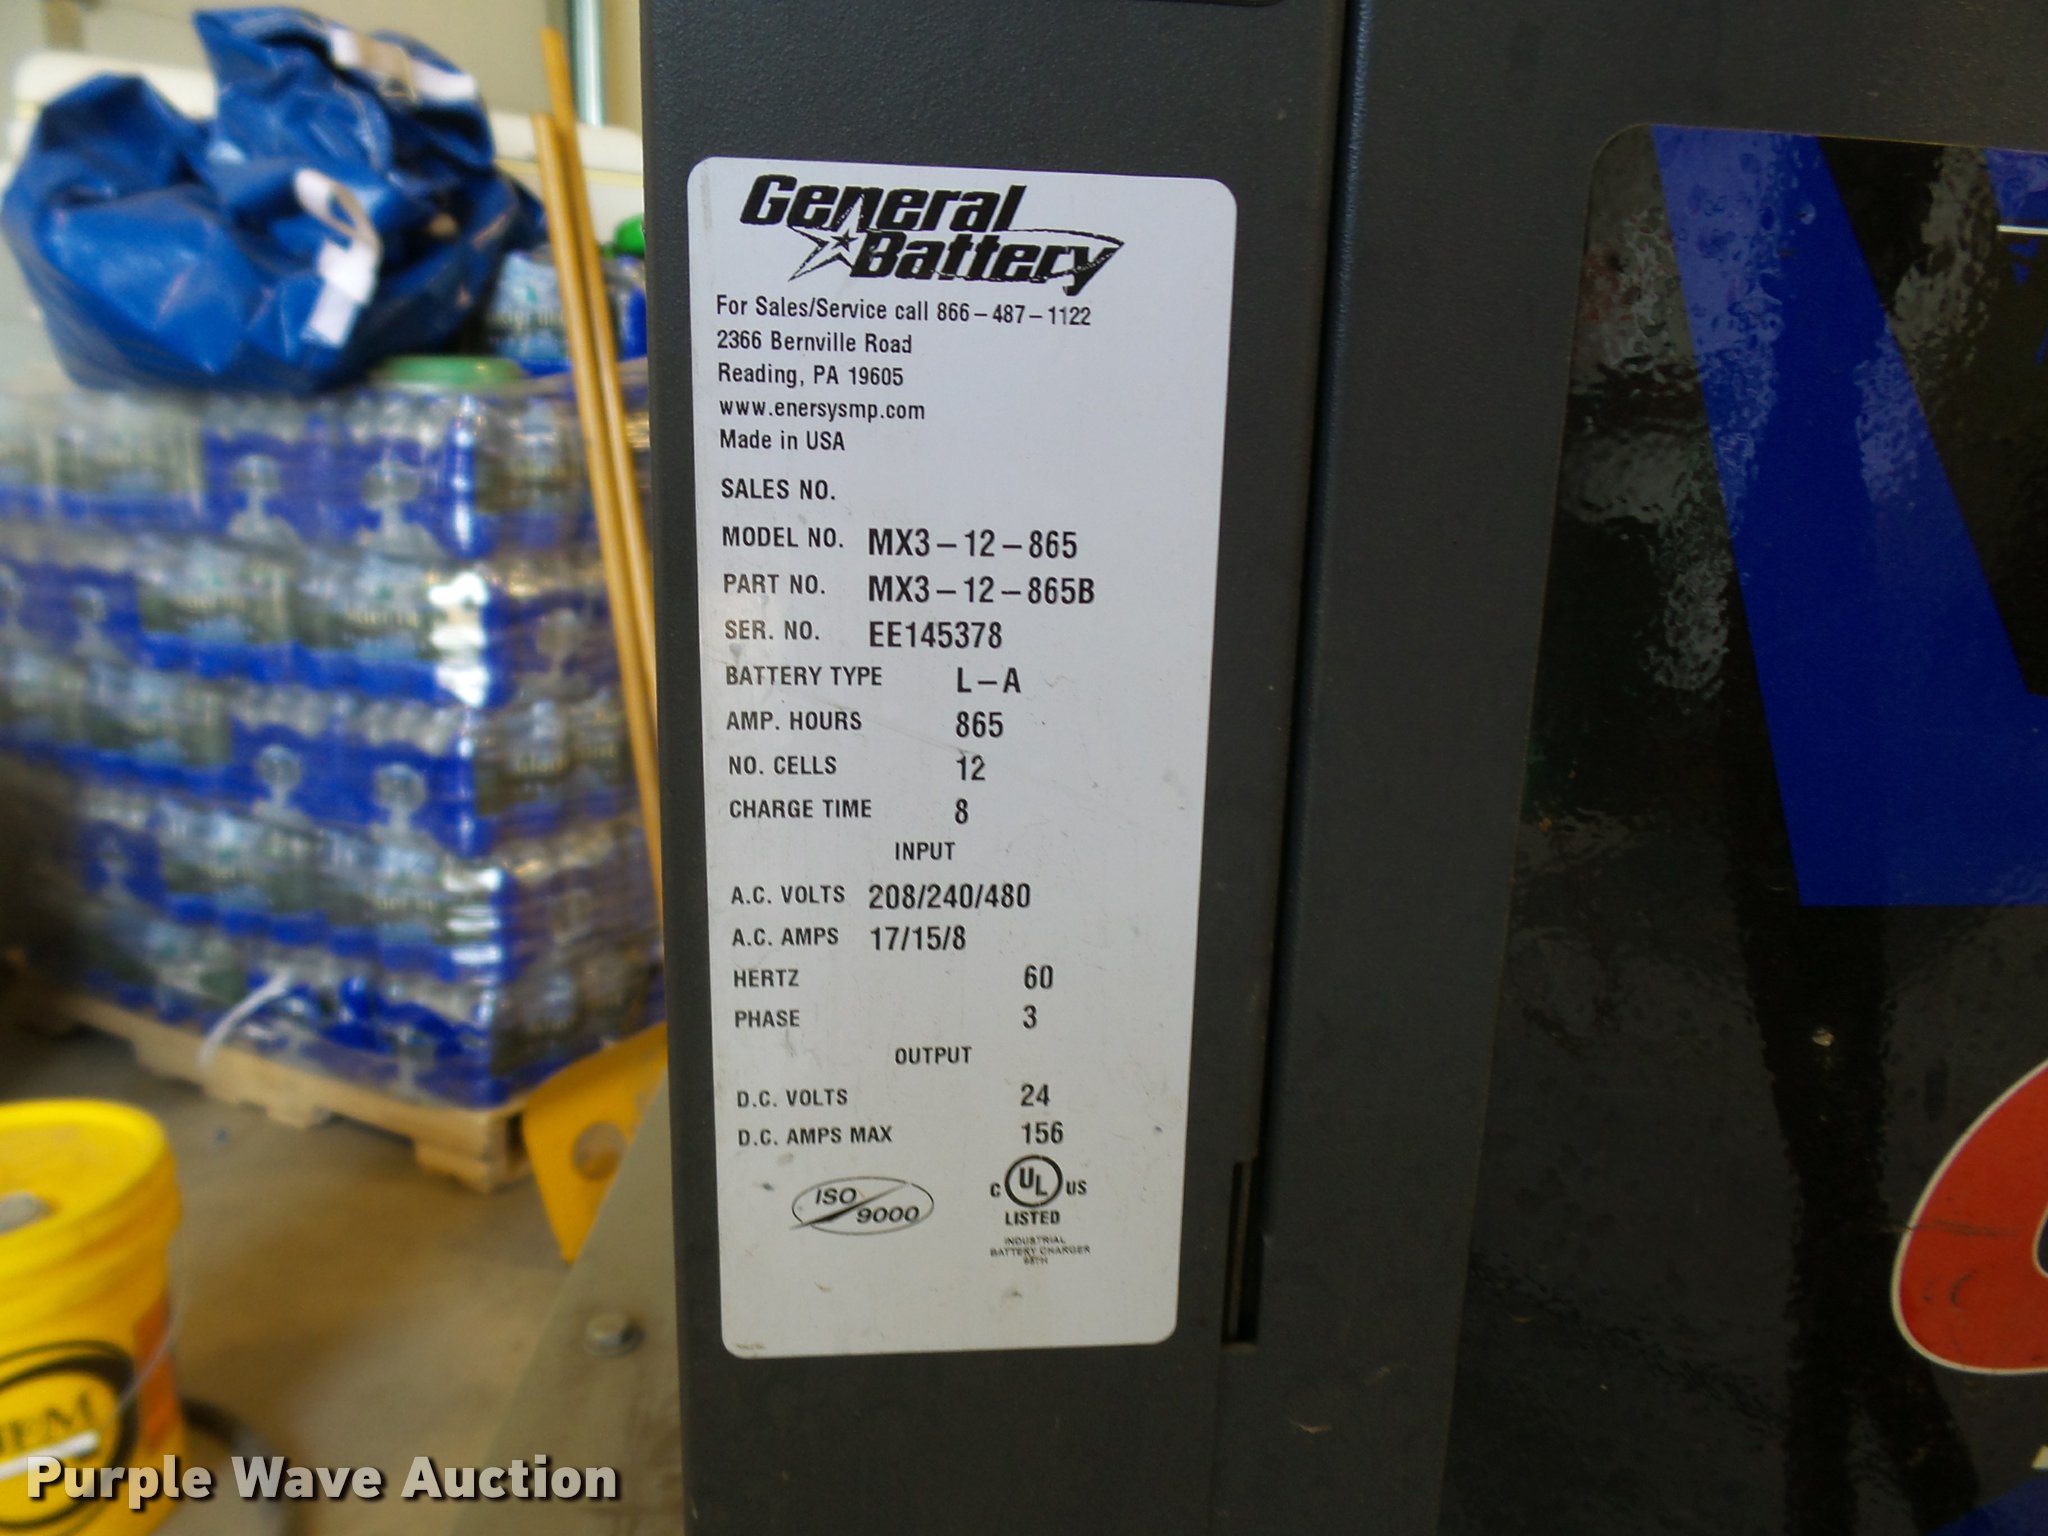 General
Battery
For Sales/Service call 866-487-1122
2366 Bernville Road
Reading, PA 19605
www.enersysmp.com
Made in USA
SALES NO.
MODEL NO. MX3-12-865
PART NO. MX3-12-865B
SER. NO. EE145378
BATTERY TYPE L-A
AMP. HOURS 865
NO. CELLS 12
CHARGE TIME 8
INPUT
A.C. VOLTS 208/240/480
A.C. AMPS 17/15/8
HERTZ 60
PHASE 3
OUTPUT
D.C. VOLTS 24
D.C. AMPS MAX 156
ISO 9000
C UL US
LISTED
INDUSTRIAL
BATTERY CHARGER
Purple Wave Auction